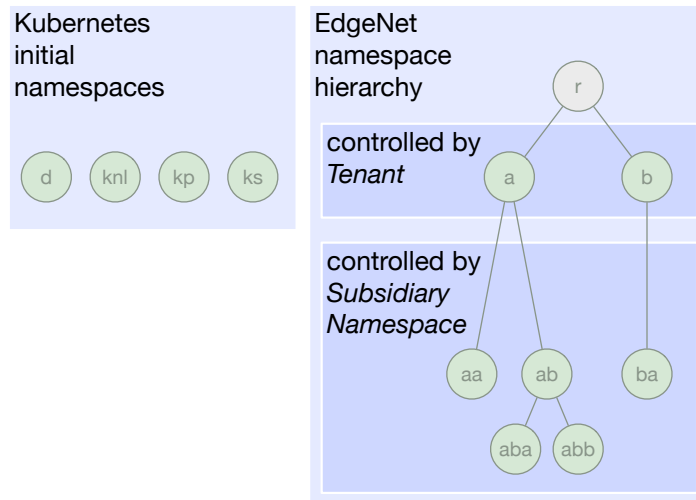 Kubernetes
initial
namespaces
d knl kp ks
EdgeNet
namespace
hierarchy
r
controlled by
Tenant
a b
controlled by
Subsidiary
Namespace
aa ab ba
aba abb